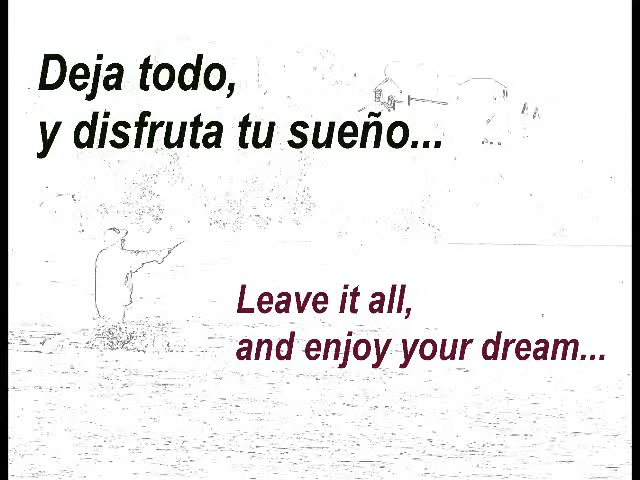 Deja todo,
y disfruta tu sueño...
Leave it all,
and enjoy your dream...